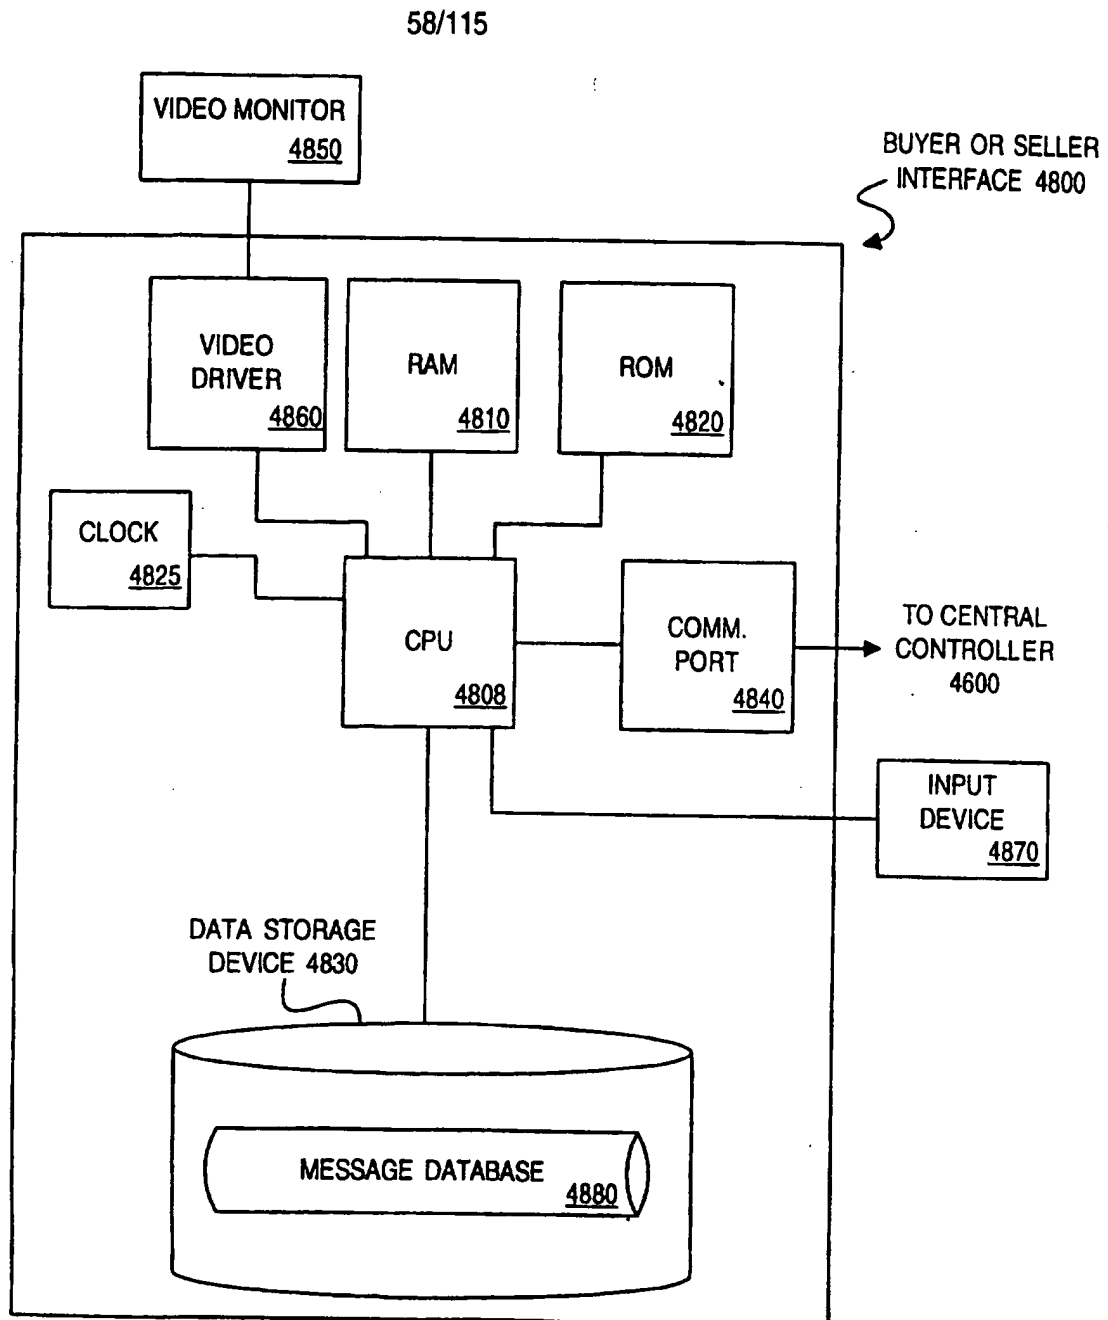 58/115
VIDEO MONITOR
4850
BUYER OR SELLER
INTERFACE 4800
VIDEO
DRIVER
4860
RAM
4810
ROM
4820
CLOCK
4825
CPU
4808
COMM.
PORT
4840
TO CENTRAL
CONTROLLER
4600
INPUT
DEVICE
4870
DATA STORAGE
DEVICE 4830
MESSAGE DATABASE
4880